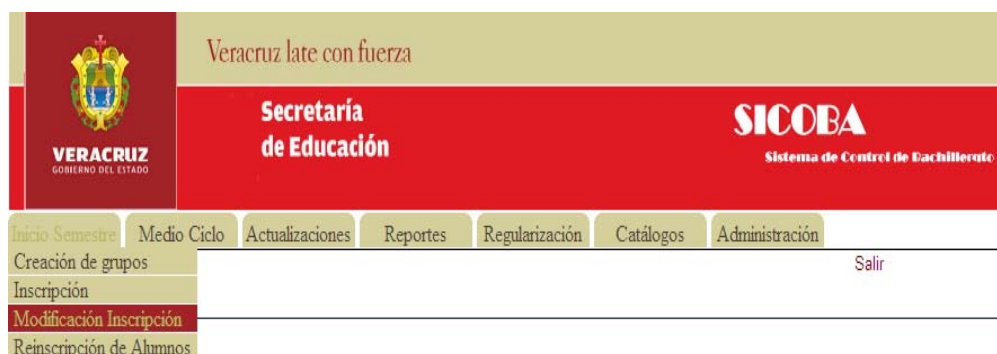 Veracruz late con fuerza
Secretaría
de Educación
SICOBA
Sistema de Control de Bachillerato
VERACRUZ
GOBIERNO DEL ESTADO
Inicio Semestre Medio Ciclo Actualizaciones Reportes Regularización Catálogos Administración
Creación de grupos
Salir
Inscripción
Modificación Inscripción
Reinscripción de Alumnos